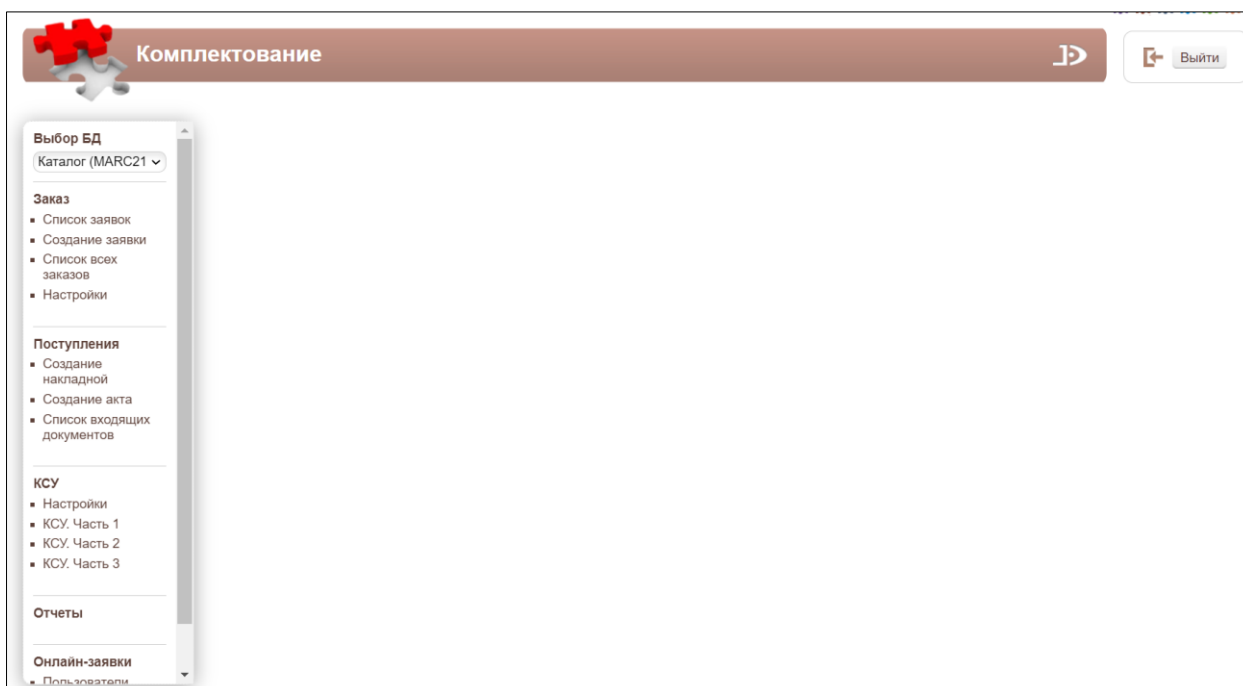 Комплектование
Выйти
Выбор БД
Каталог (MARC21
Заказ
Список заявок
Создание заявки
Список всех
заказов
Настройки
Поступления
Создание
накладной
Создание акта
Список входящих
документов
КСУ
Настройки
КСУ. Часть 1
КСУ. Часть 2
КСУ. Часть 3
Отчеты
Онлайн-заявки
Пользователи